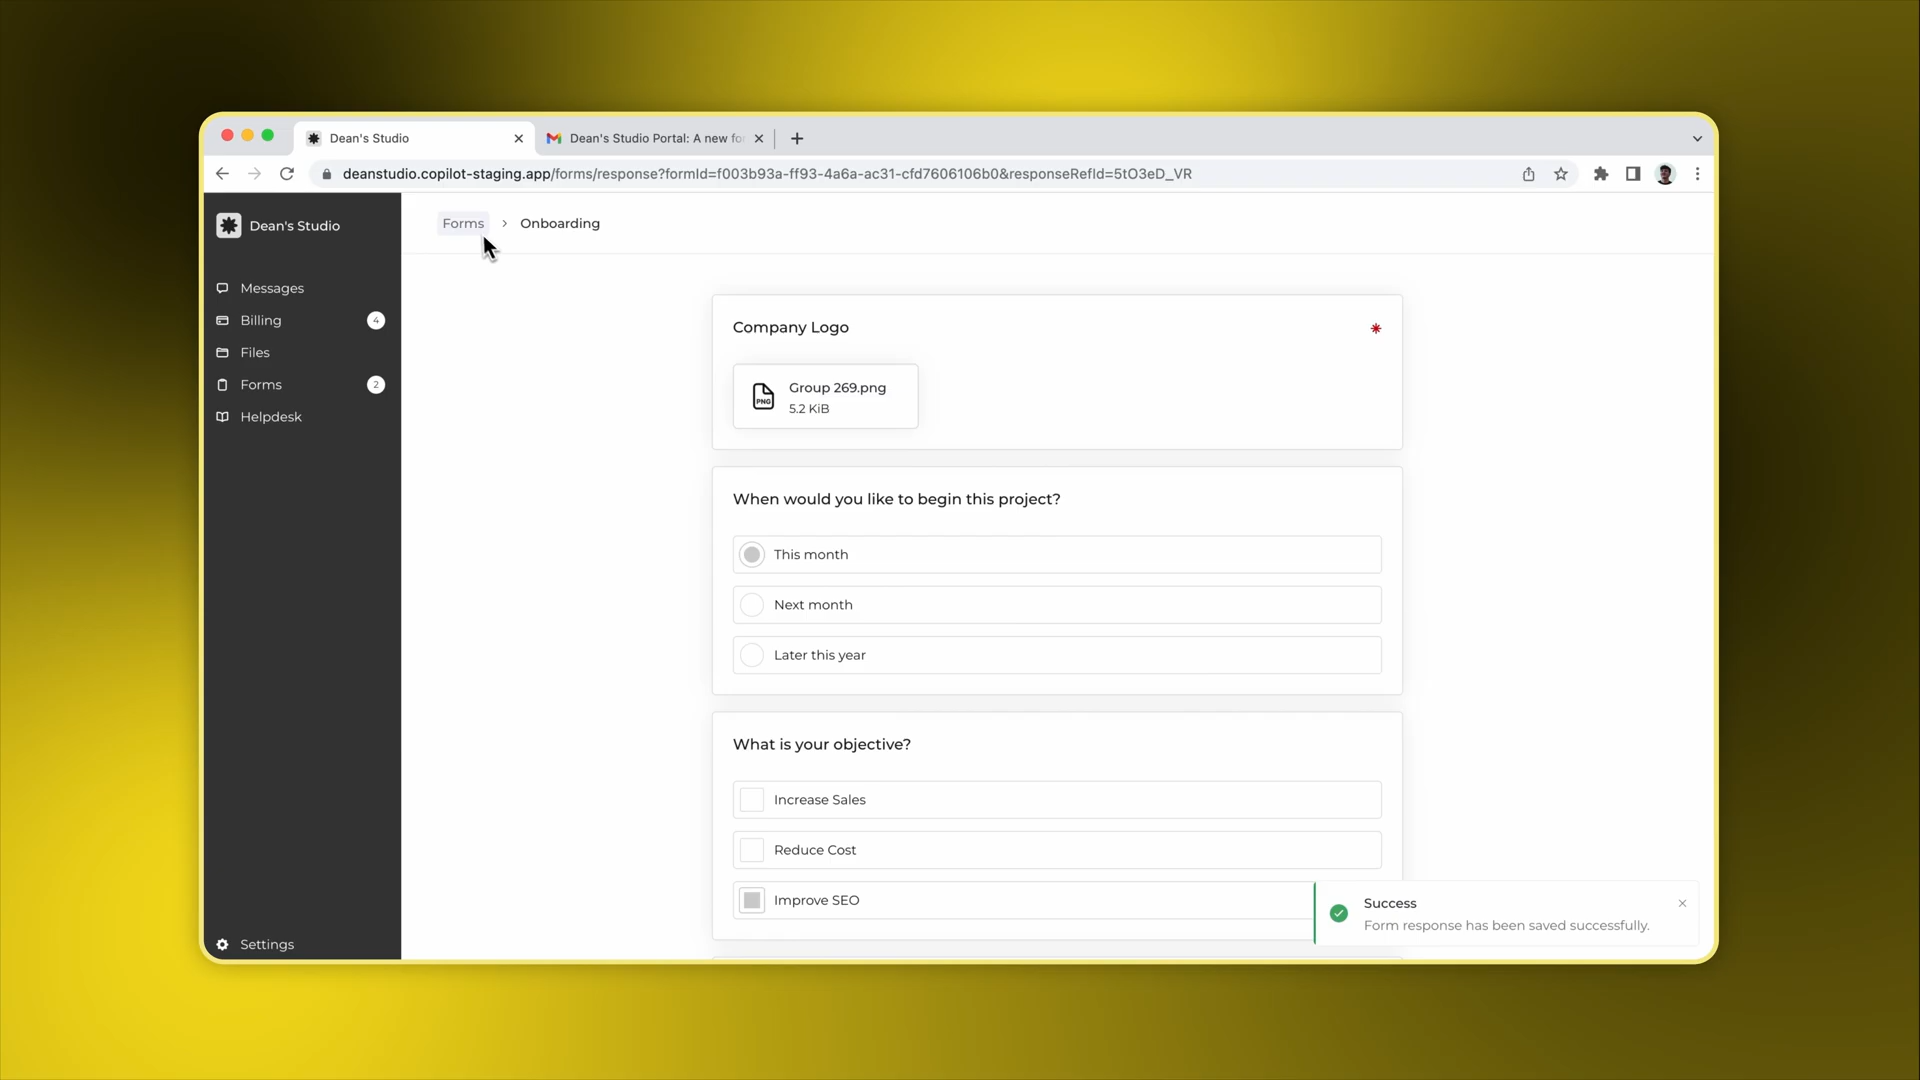 Dean's Studio
Dean's Studio Portal: A new fo
deanstudio.copilot-staging.app/forms/response?formId=f003b93a-ff93-4a6a-ac31-cfd7606106b0&responseRefId=5tO3eD_VR
Dean's Studio
Messages
Billing 4
Files
Forms 2
Helpdesk
Settings
Forms > Onboarding
Company Logo *
PNG
Group 269.png
5.2 KiB
When would you like to begin this project?
This month
Next month
Later this year
What is your objective?
Increase Sales
Reduce Cost
Improve SEO
Success
Form response has been saved successfully.